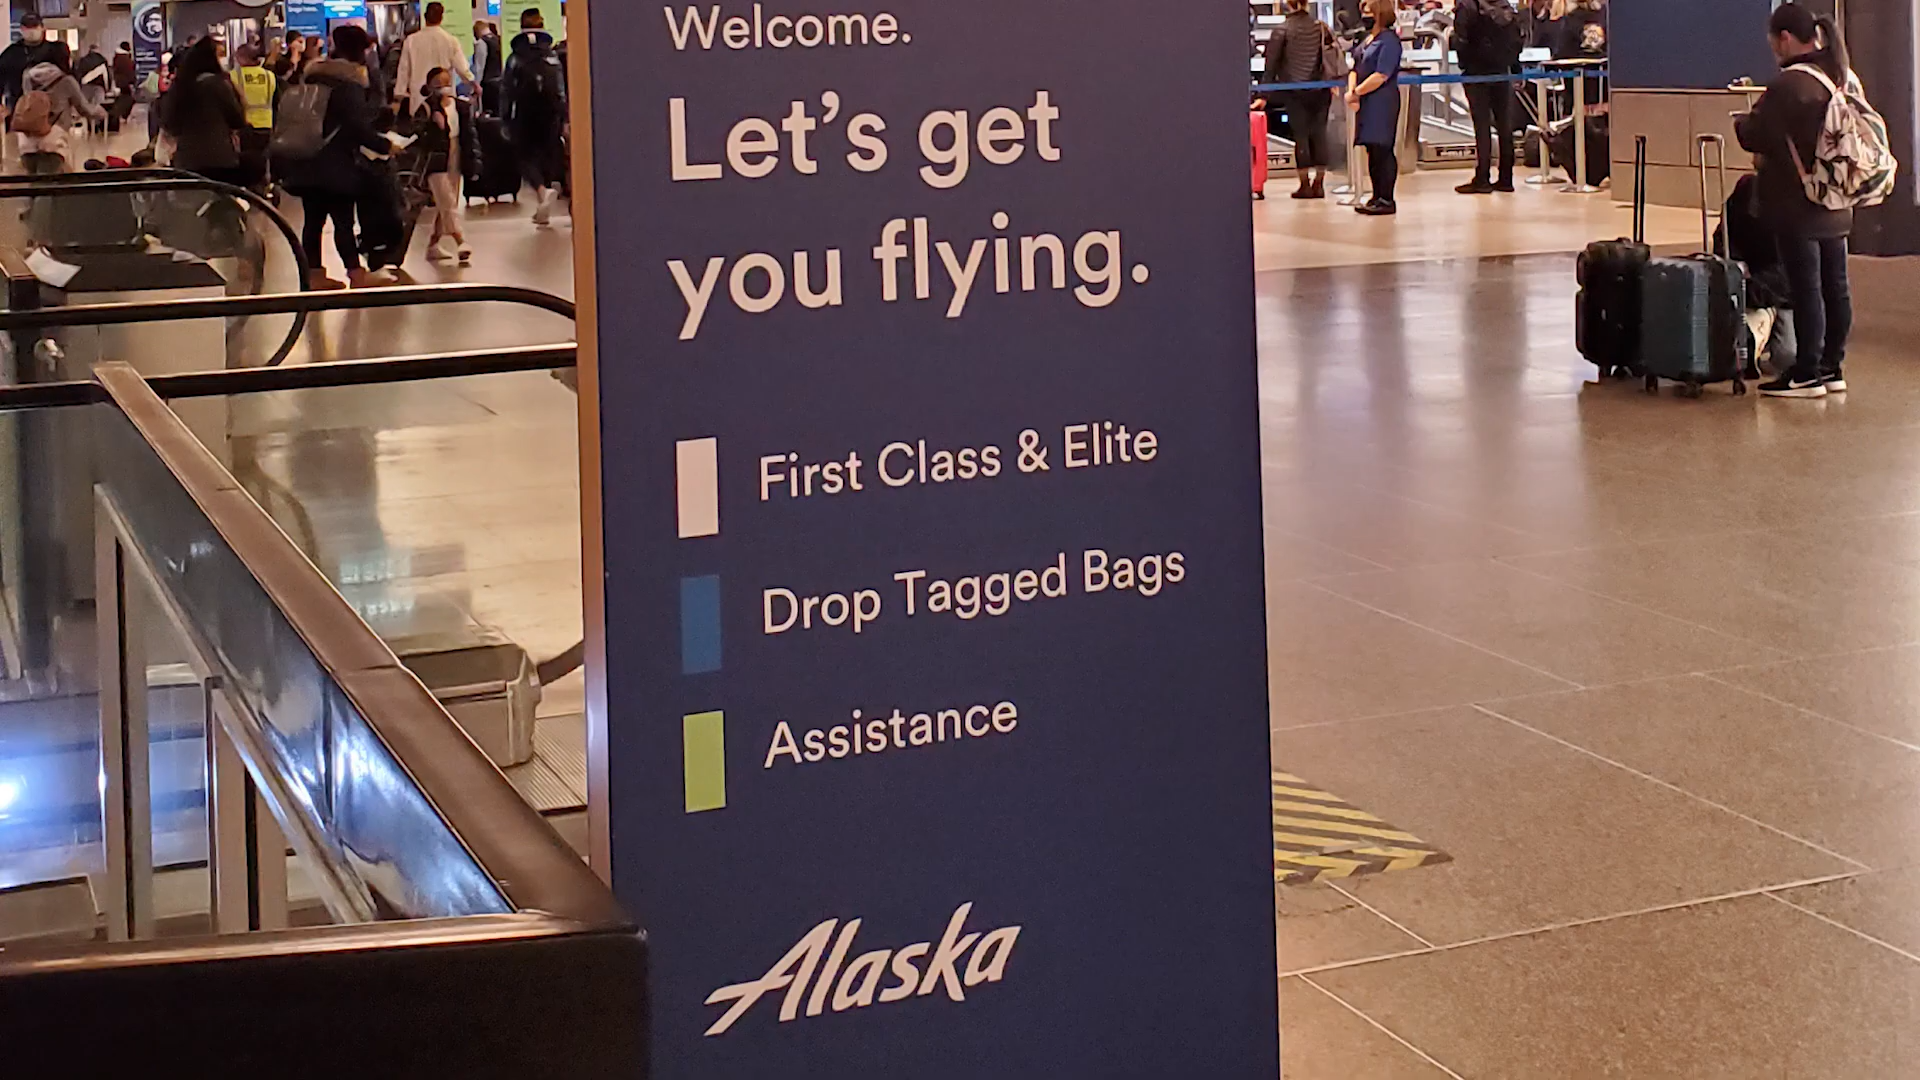 Welcome.
Let's get
you flying.
First Class & Elite
Drop Tagged Bags
Assistance
Alaska